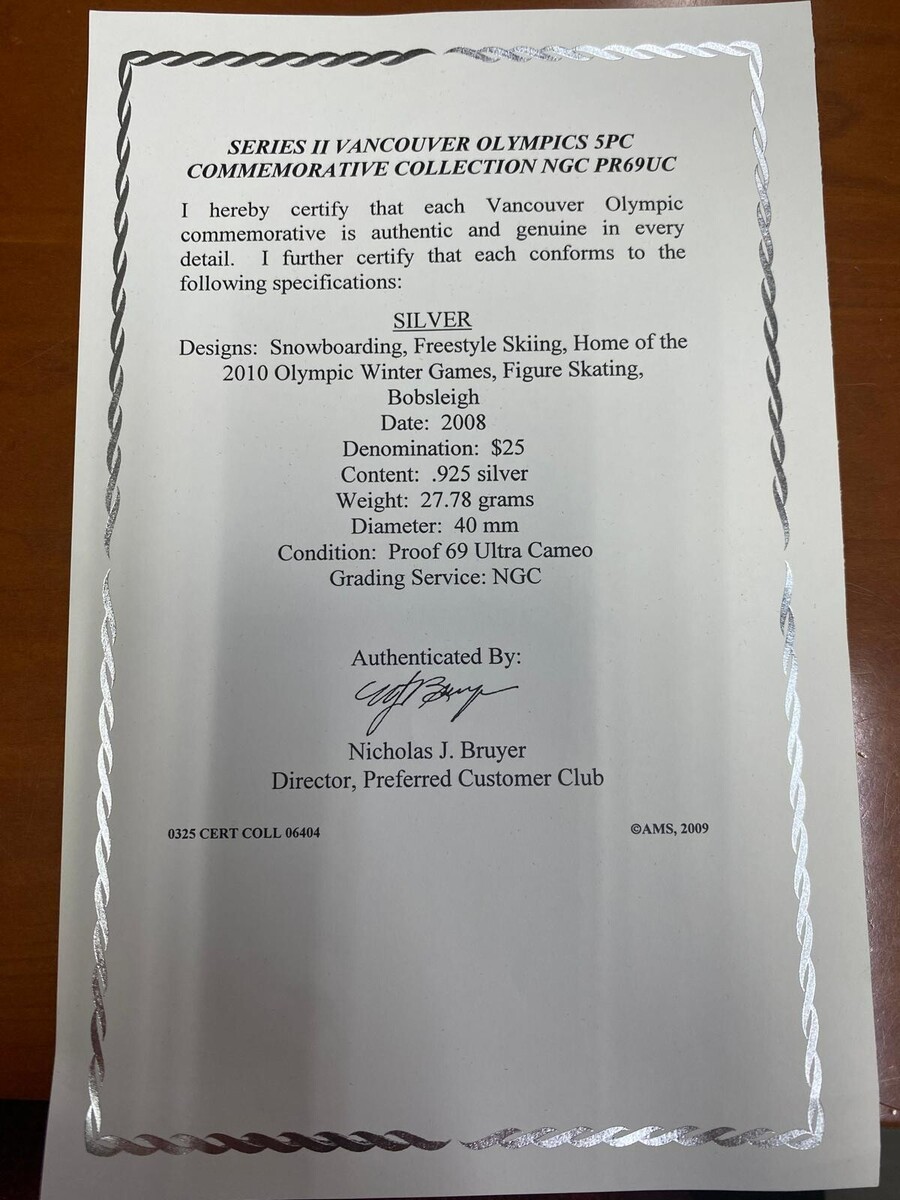 SERIES II VANCOUVER OLYMPICS 5PC
COMMEMORATIVE COLLECTION NGC PR69UC
I hereby certify that each Vancouver Olympic
commemorative is authentic and genuine in every
detail. I further certify that each conforms to the
following specifications:
SILVER
Designs: Snowboarding, Freestyle Skiing, Home of the
2010 Olympic Winter Games, Figure Skating,
Bobsleigh
Date: 2008
Denomination: $25
Content: .925 silver
Weight: 27.78 grams
Diameter: 40 mm
Condition: Proof 69 Ultra Cameo
Grading Service: NGC
Authenticated By:
Nicholas J. Bruyer
Director, Preferred Customer Club
0325 CERT COLL 06404 ©AMS, 2009